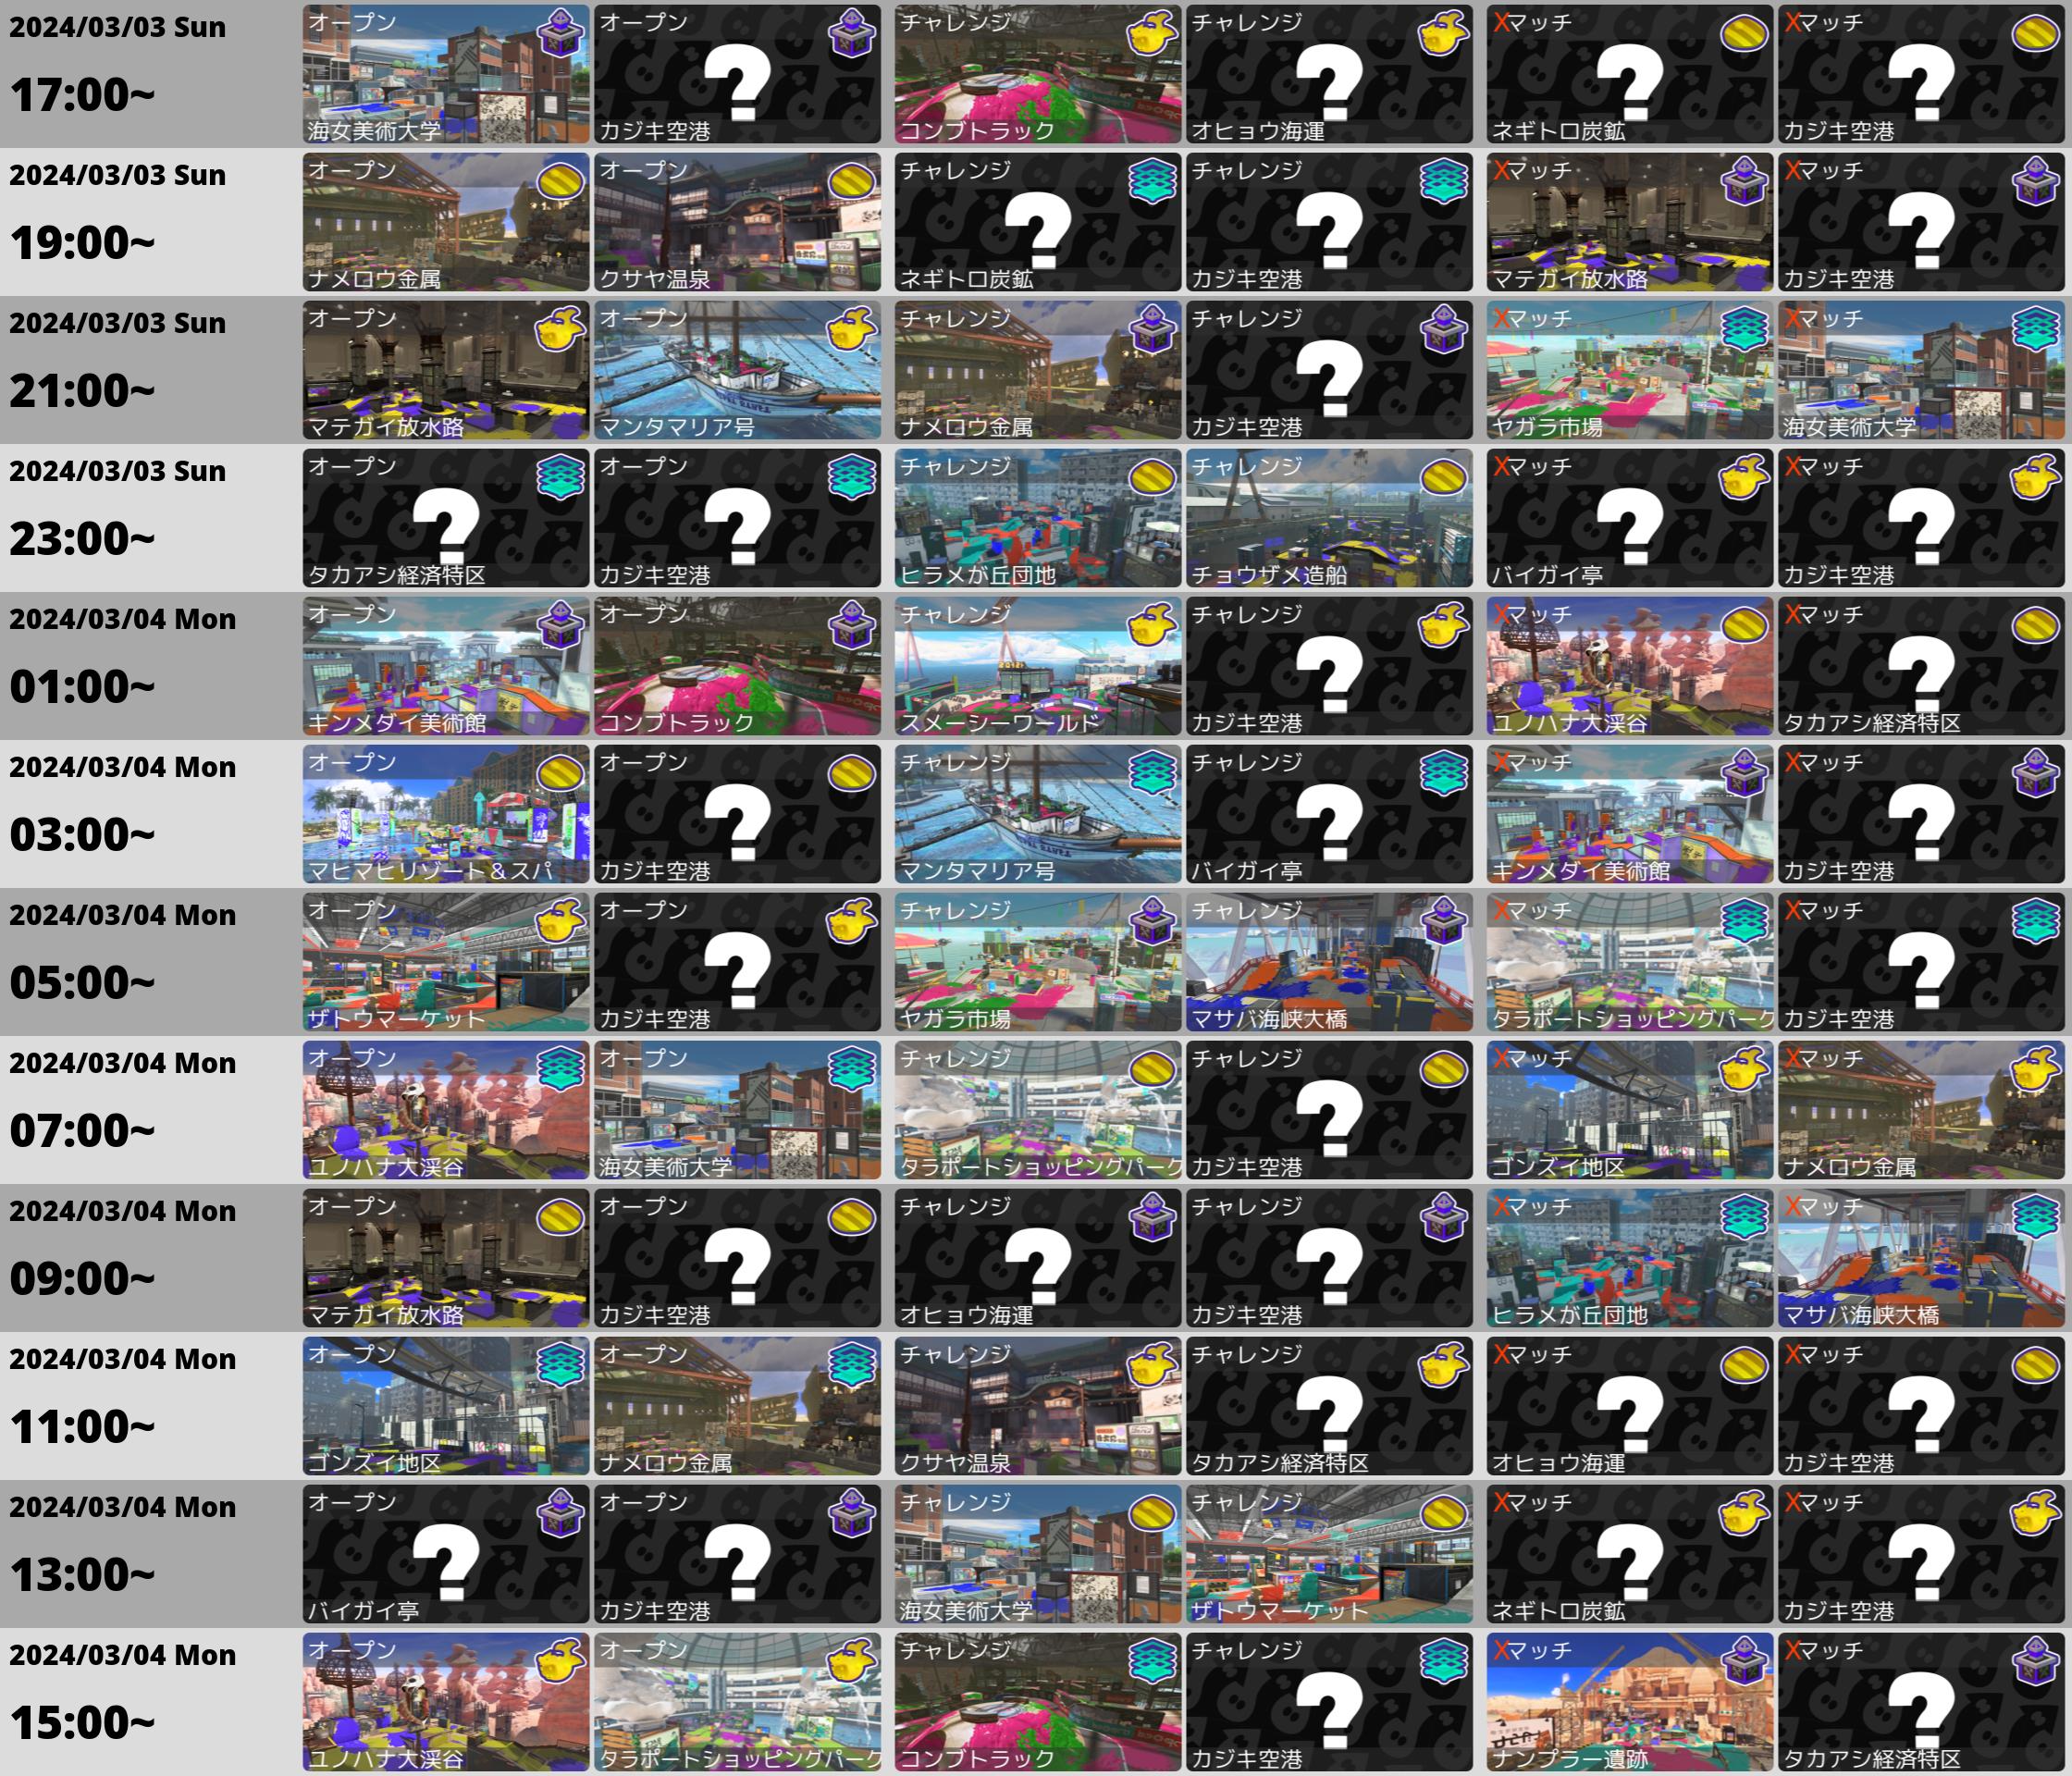 2024/03/03 Sun
17:00~
オープン
海女美術大学
オープン
カジキ空港
チャレンジ
コンブトラック
チャレンジ
オヒョウ海運
Xマッチ
ネギトロ炭鉱
Xマッチ
カジキ空港
2024/03/03 Sun
19:00~
オープン
ナメロウ金属
オープン
クサヤ温泉
チャレンジ
ネギトロ炭鉱
チャレンジ
カジキ空港
Xマッチ
マテガイ放水路
Xマッチ
カジキ空港
2024/03/03 Sun
21:00~
オープン
マテガイ放水路
オープン
マンタマリア号
チャレンジ
ナメロウ金属
チャレンジ
カジキ空港
Xマッチ
ヤガラ市場
Xマッチ
海女美術大学
2024/03/03 Sun
23:00~
オープン
タカアシ経済特区
オープン
カジキ空港
チャレンジ
ヒラメが丘団地
チャレンジ
チョウザメ造船
Xマッチ
バイガイ亭
Xマッチ
カジキ空港
2024/03/04 Mon
01:00~
オープン
キンメダイ美術館
オープン
コンブトラック
チャレンジ
スメーシーワールド
チャレンジ
カジキ空港
Xマッチ
ユノハナ大渓谷
Xマッチ
タカアシ経済特区
2024/03/04 Mon
03:00~
オープン
マヒマヒリゾート＆スパ
オープン
カジキ空港
チャレンジ
マンタマリア号
チャレンジ
バイガイ亭
Xマッチ
キンメダイ美術館
Xマッチ
カジキ空港
2024/03/04 Mon
05:00~
オープン
ザトウマーケット
オープン
カジキ空港
チャレンジ
ヤガラ市場
チャレンジ
マサバ海峡大橋
Xマッチ
タラポートショッピングパーク
Xマッチ
カジキ空港
2024/03/04 Mon
07:00~
オープン
ユノハナ大渓谷
オープン
海女美術大学
チャレンジ
タラポートショッピングパーク
チャレンジ
カジキ空港
Xマッチ
ゴンズイ地区
Xマッチ
ナメロウ金属
2024/03/04 Mon
09:00~
オープン
マテガイ放水路
オープン
カジキ空港
チャレンジ
オヒョウ海運
チャレンジ
カジキ空港
Xマッチ
ヒラメが丘団地
Xマッチ
マサバ海峡大橋
2024/03/04 Mon
11:00~
オープン
ゴンズイ地区
オープン
ナメロウ金属
チャレンジ
クサヤ温泉
チャレンジ
タカアシ経済特区
Xマッチ
オヒョウ海運
Xマッチ
カジキ空港
2024/03/04 Mon
13:00~
オープン
バイガイ亭
オープン
カジキ空港
チャレンジ
海女美術大学
チャレンジ
ザトウマーケット
Xマッチ
ネギトロ炭鉱
Xマッチ
カジキ空港
2024/03/04 Mon
15:00~
オープン
ユノハナ大渓谷
オープン
タラポートショッピングパーク
チャレンジ
コンブトラック
チャレンジ
カジキ空港
Xマッチ
ナンプラー遺跡
Xマッチ
タカアシ経済特区